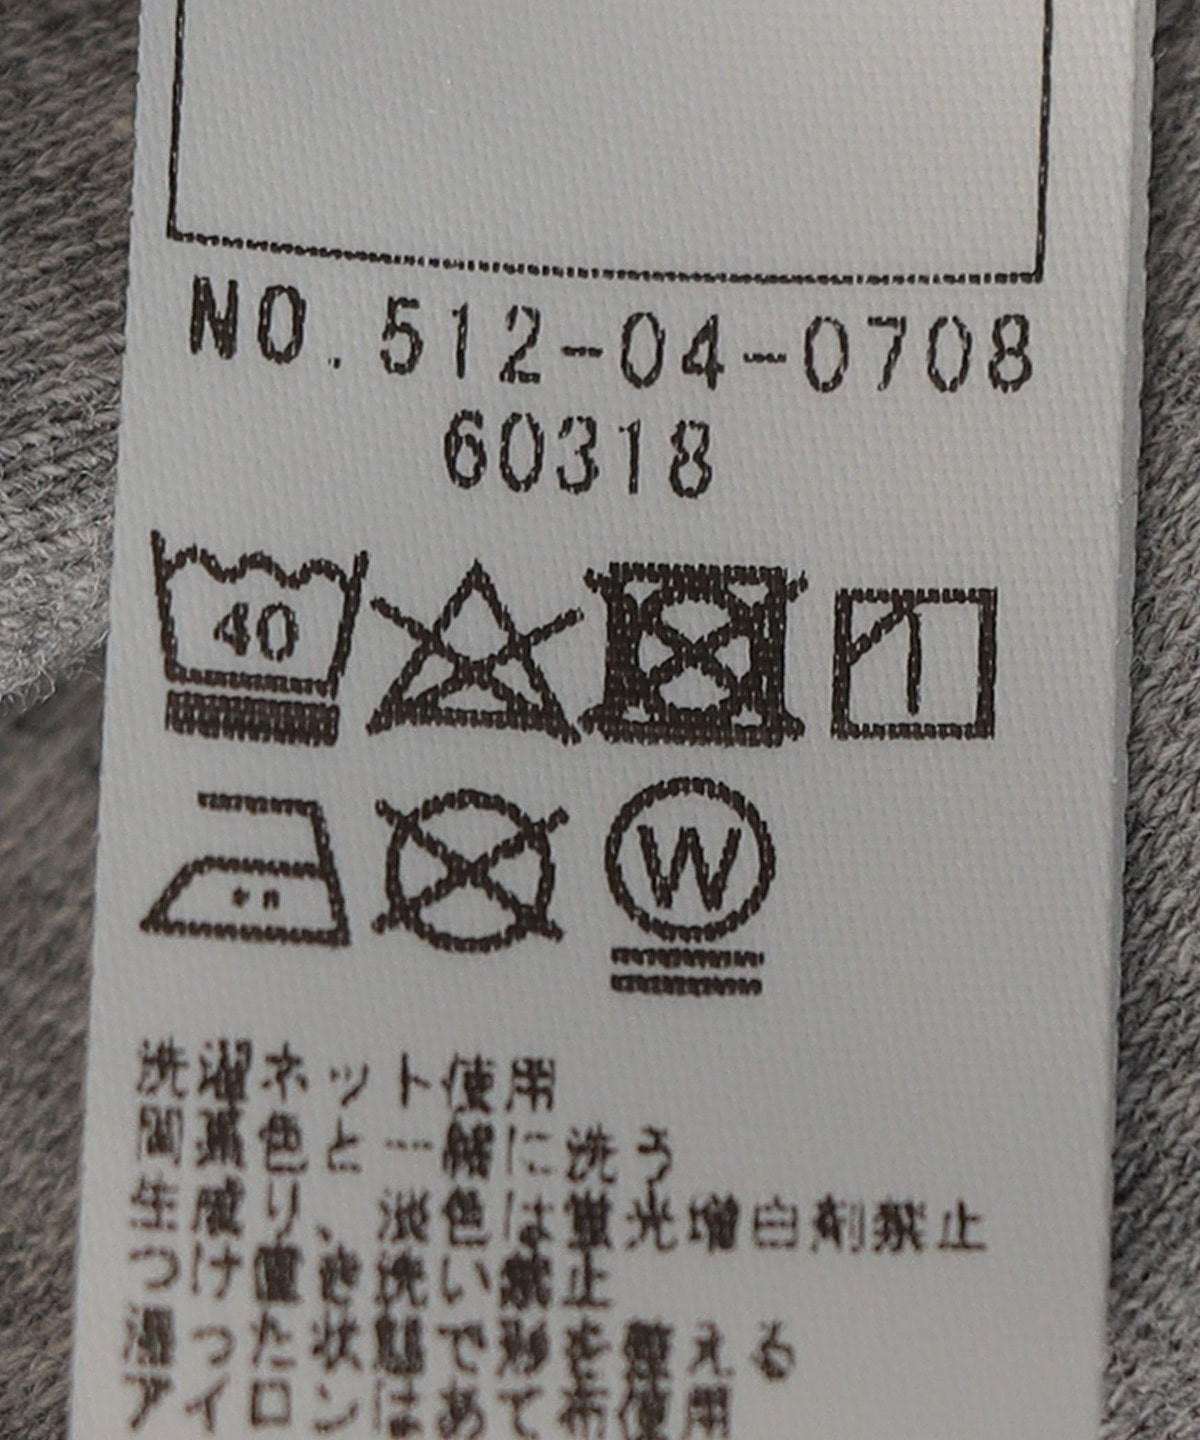 NO. 512-04-0708
60318
40
W
洗濯ネット使用
同系色と一緒に洗う
生成り、淡色は蛍光増白剤禁止
つけ置き洗い禁止
湿った状態で形を整える
アイロンはあて布使用